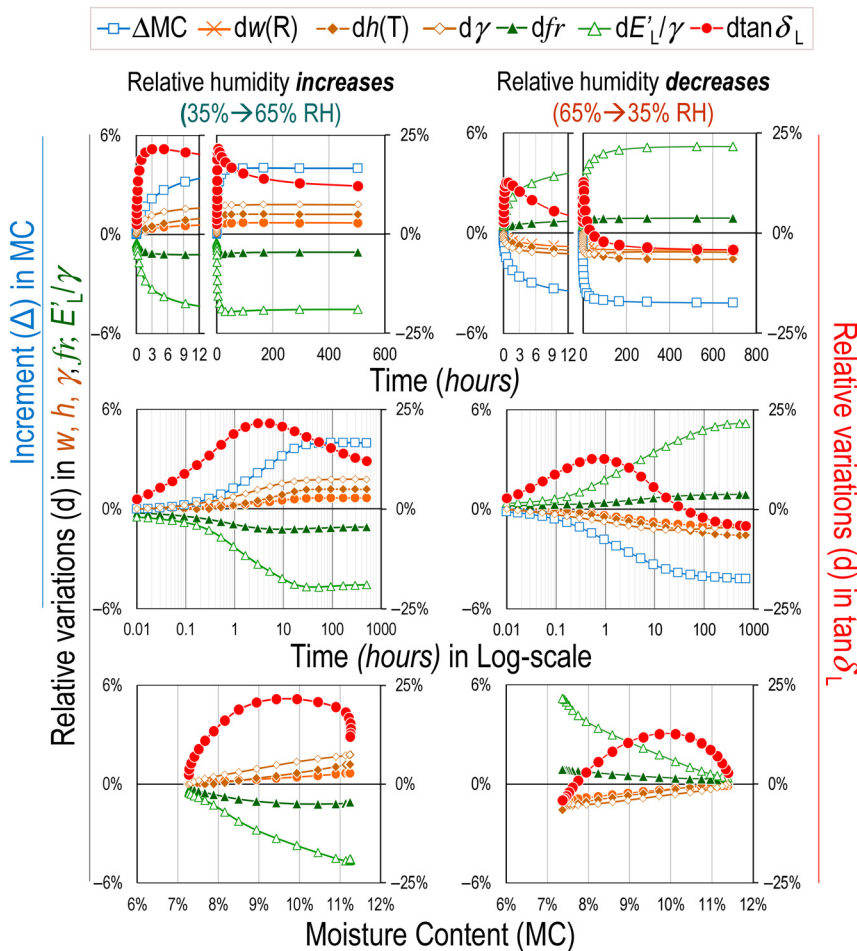 ΔMC dw(R) dh(T) dγ dfr dE'L/γ dtanδL
Relative humidity increases
(35%→65% RH)
Relative humidity decreases
(65%→35% RH)
Increment (Δ) in MC
Relative variations (d) in w, h, γ, fr, E'L/γ
Relative variations (d) in tanδL
6% 25% 6% 25%
0% 0% 0% 0%
–6% –25% –6% –25%
0 3 6 9 12 0 200 400 600 0 3 6 9 12 0 200 400 600 800
Time (hours)
6% 25% 6% 25%
0% 0% 0% 0%
–6% –25% –6% –25%
0.01 0.1 1 10 100 1000 0.01 0.1 1 10 100 1000
Time (hours) in Log-scale
6% 25% 6% 25%
0% 0% 0% 0%
–6% –25% –6% –25%
6% 7% 8% 9% 10% 11% 12% 6% 7% 8% 9% 10% 11% 12%
Moisture Content (MC)